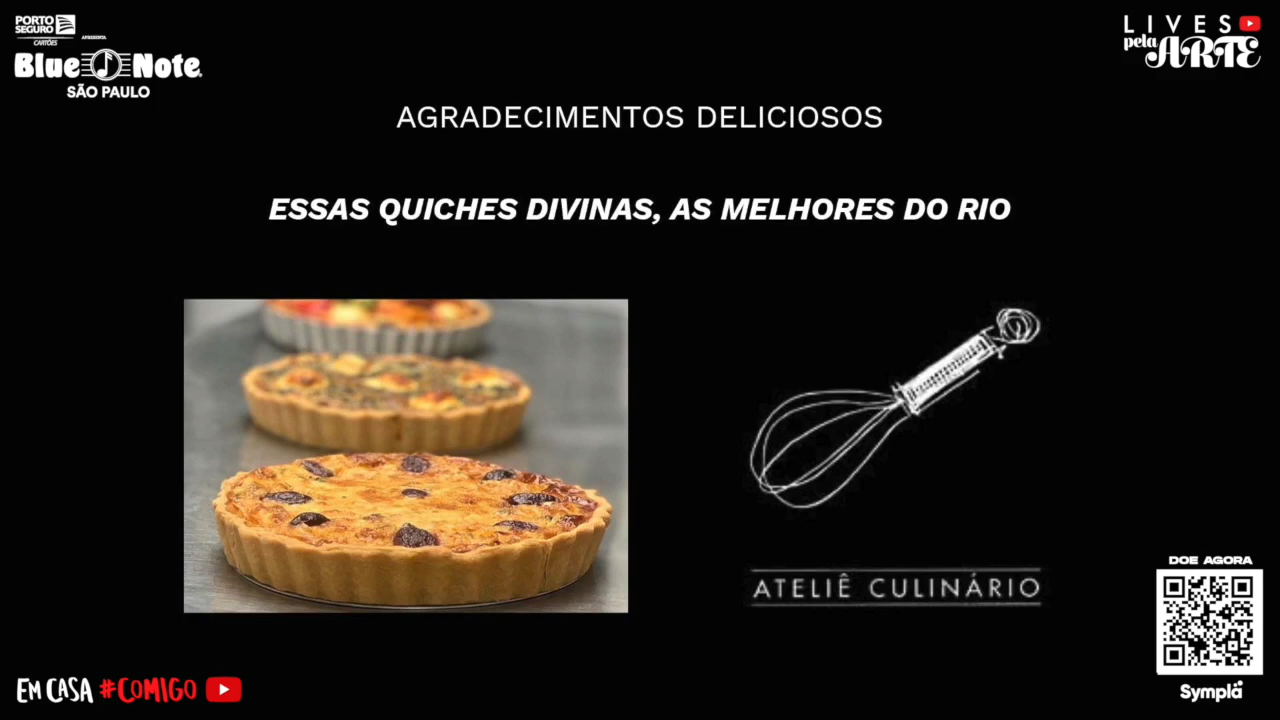 PORTO
SEGURO
CARTÕES
APRESENTA
Blue Note
SÃO PAULO
LIVES
pela ARTE
AGRADECIMENTOS DELICIOSOS
ESSAS QUICHES DIVINAS, AS MELHORES DO RIO
ATELIÊ CULINÁRIO
DOE AGORA
Sympla
EM CASA #COMIGO